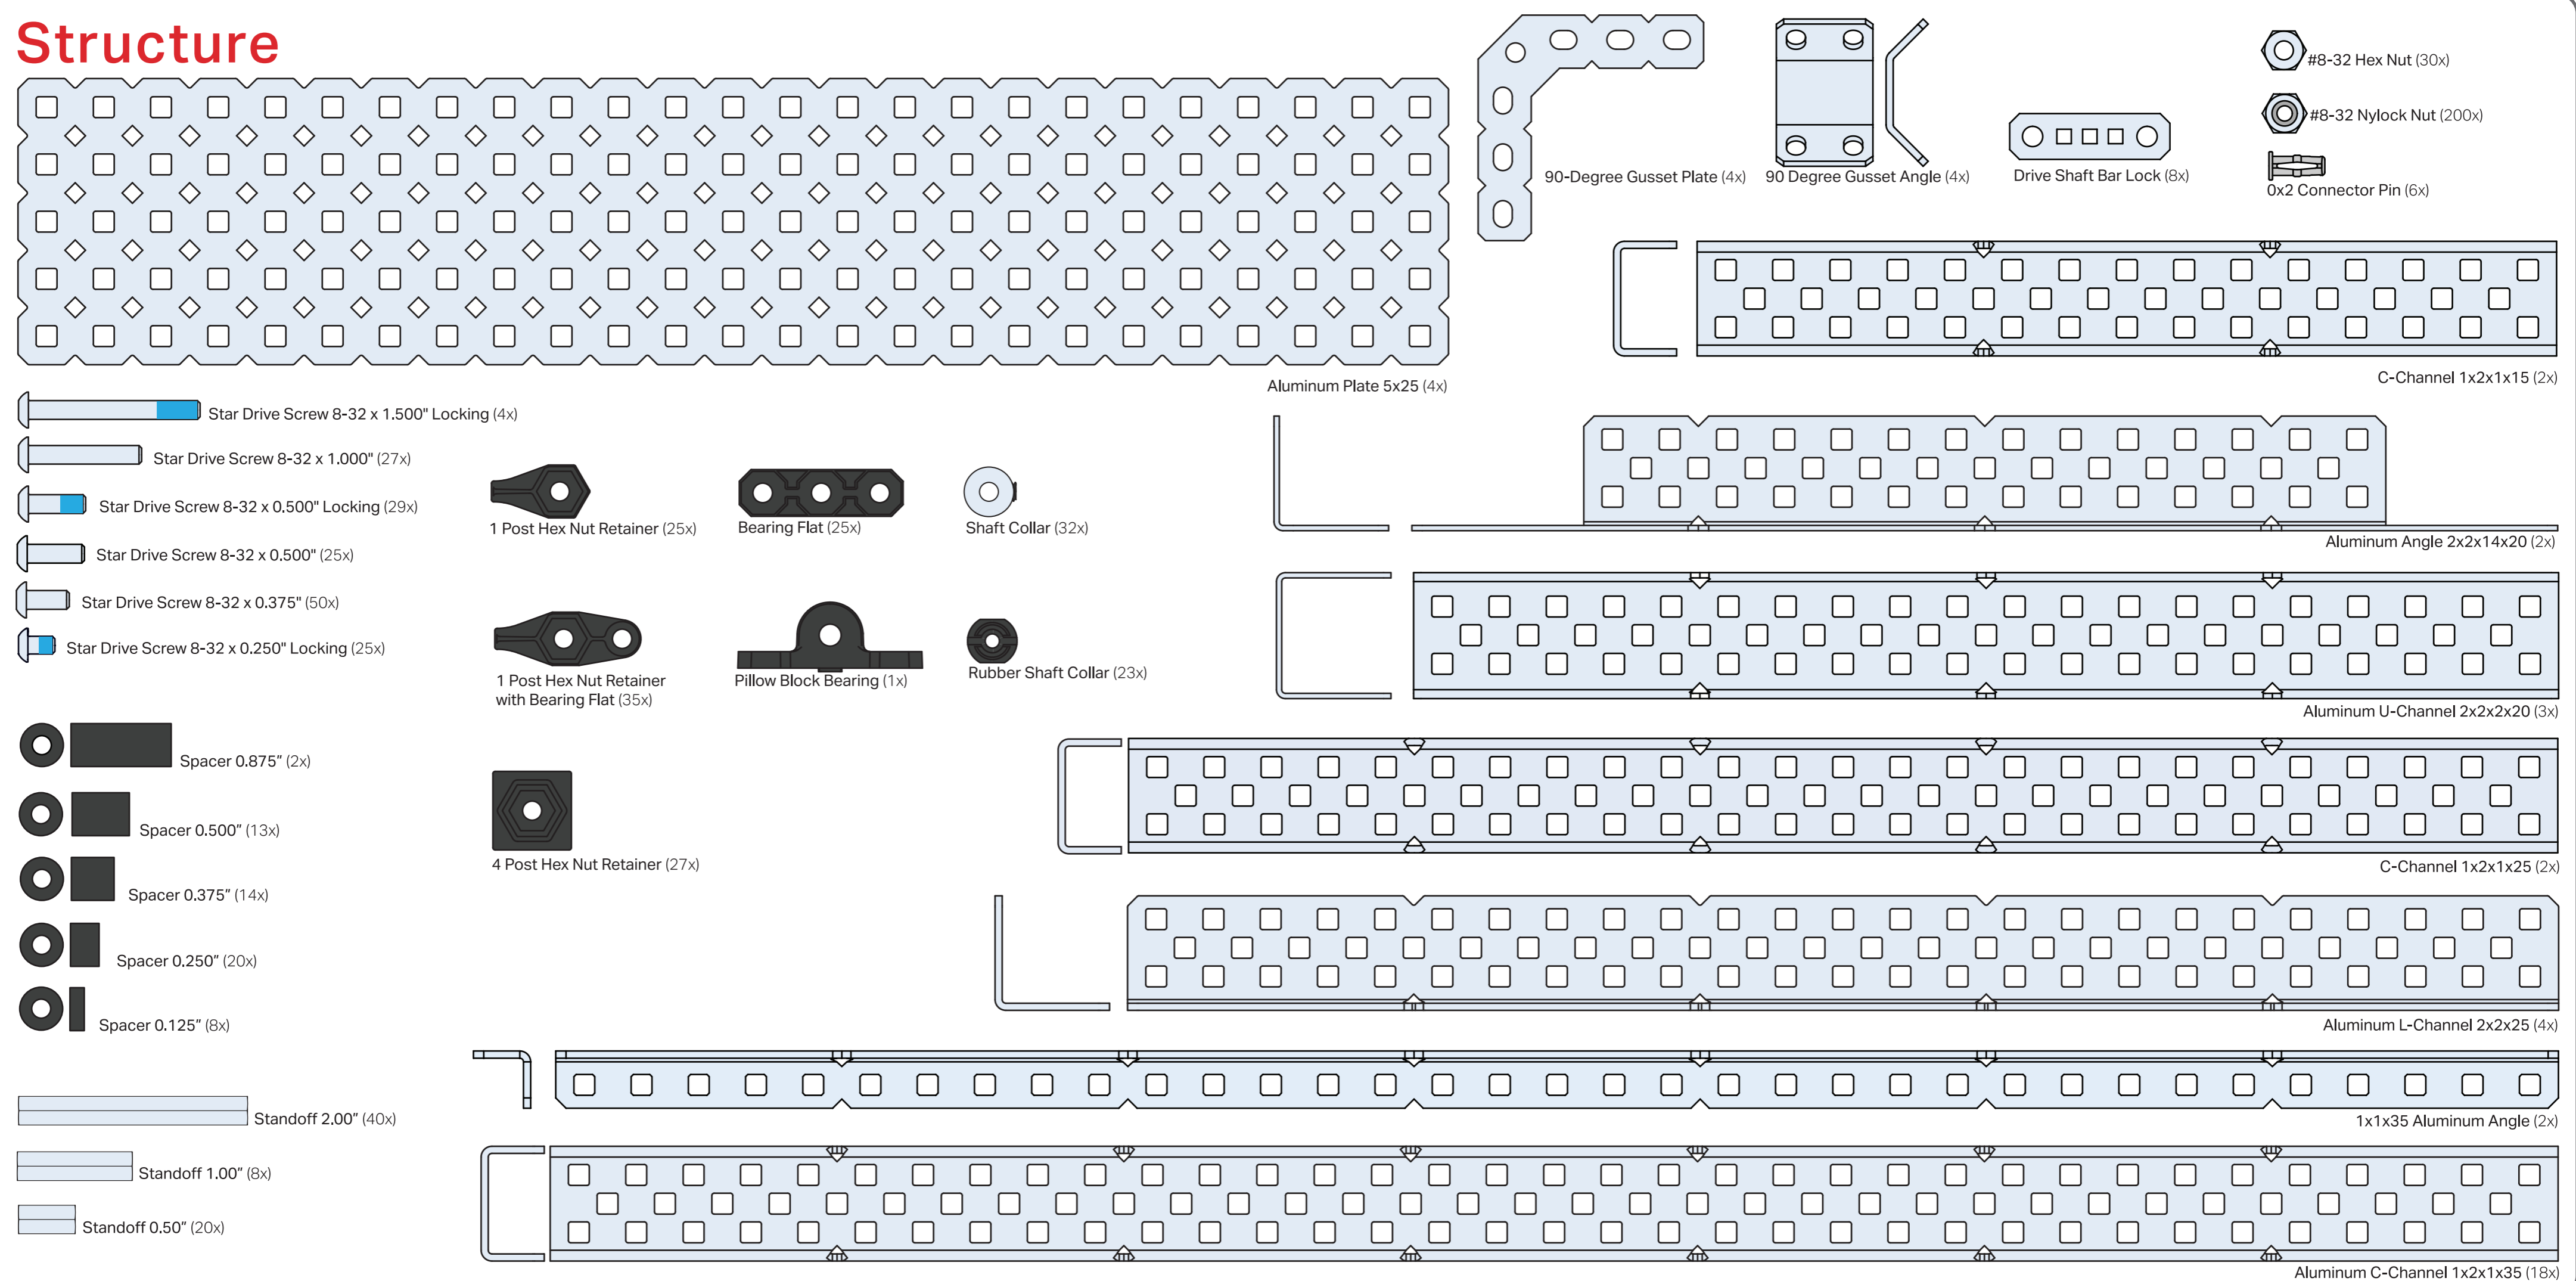 Structure
#8-32 Hex Nut (30x)
#8-32 Nylock Nut (200x)
90-Degree Gusset Plate (4x)
90 Degree Gusset Angle (4x)
Drive Shaft Bar Lock (8x)
0x2 Connector Pin (6x)
Aluminum Plate 5x25 (4x)
C-Channel 1x2x1x15 (2x)
Star Drive Screw 8-32 x 1.500" Locking (4x)
Star Drive Screw 8-32 x 1.000" (27x)
Star Drive Screw 8-32 x 0.500" Locking (29x)
Star Drive Screw 8-32 x 0.500" (25x)
Star Drive Screw 8-32 x 0.375" (50x)
Star Drive Screw 8-32 x 0.250" Locking (25x)
1 Post Hex Nut Retainer (25x)
Bearing Flat (25x)
Shaft Collar (32x)
Aluminum Angle 2x2x14x20 (2x)
1 Post Hex Nut Retainer
with Bearing Flat (35x)
Pillow Block Bearing (1x)
Rubber Shaft Collar (23x)
Aluminum U-Channel 2x2x2x20 (3x)
Spacer 0.875" (2x)
Spacer 0.500" (13x)
Spacer 0.375" (14x)
Spacer 0.250" (20x)
Spacer 0.125" (8x)
4 Post Hex Nut Retainer (27x)
C-Channel 1x2x1x25 (2x)
Aluminum L-Channel 2x2x25 (4x)
Standoff 2.00" (40x)
Standoff 1.00" (8x)
Standoff 0.50" (20x)
1x1x35 Aluminum Angle (2x)
Aluminum C-Channel 1x2x1x35 (18x)